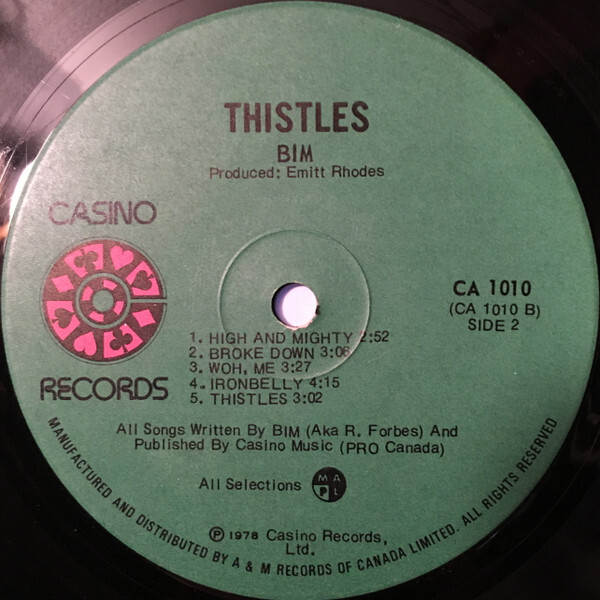 THISTLES
BIM
Produced: Emitt Rhodes
CASINO
RECORDS
CA 1010
(CA 1010 B)
SIDE 2
1. HIGH AND MIGHTY 2:52
2. BROKE DOWN 3:06
3. WOH, ME 3:27
4. IRONBELLY 4:15
5. THISTLES 3:02
All Songs Written By BIM (Aka R. Forbes) And
Published By Casino Music (PRO Canada)
All Selections
M A
P L
℗ 1978 Casino Records,
Ltd.
MANUFACTURED AND DISTRIBUTED BY A & M RECORDS OF CANADA LIMITED. ALL RIGHTS RESERVED